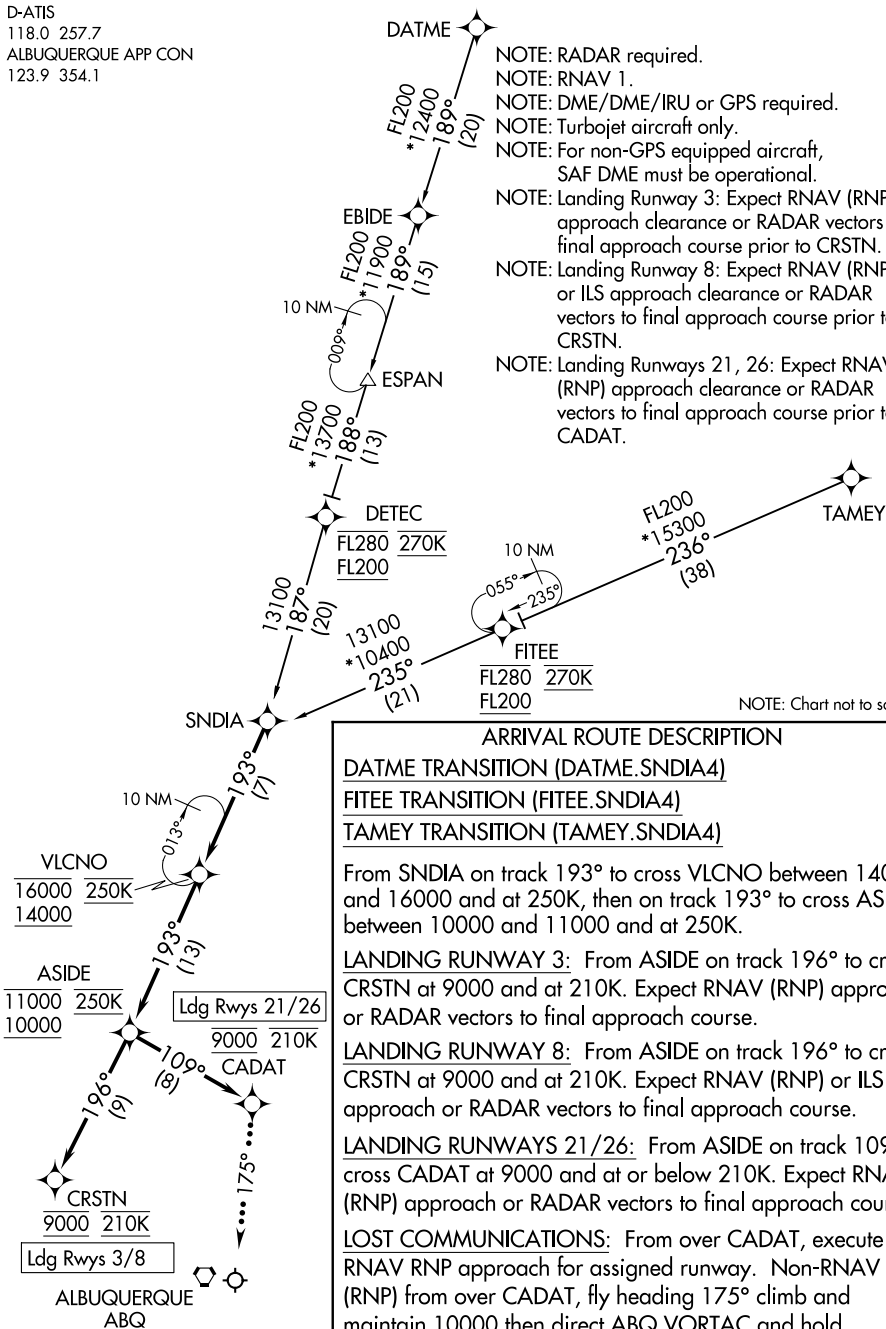 D-ATIS
118.0 257.7
ALBUQUERQUE APP CON
123.9 354.1
DATME
NOTE: RADAR required.
NOTE: RNAV 1.
NOTE: DME/DME/IRU or GPS required.
NOTE: Turbojet aircraft only.
NOTE: For non-GPS equipped aircraft,
SAF DME must be operational.
NOTE: Landing Runway 3: Expect RNAV (RNP
approach clearance or RADAR vectors
final approach course prior to CRSTN.
NOTE: Landing Runway 8: Expect RNAV (RNP
or ILS approach clearance or RADAR
vectors to final approach course prior
CRSTN.
NOTE: Landing Runways 21, 26: Expect
(RNP) approach clearance or RADAR
vectors to final approach course prior
CADAT.
FL200
*12400
189°
(20)
EBIDE
FL200
*11900
189°
(15)
10 NM
009°
ESPAN
FL200
*13700
188°
(13)
DETEC
FL280 270K
FL200
13100
187°
(20)
TAMEY
FL200
*15300
236°
(38)
10 NM
055°
235°
FITEE
FL280 270K
FL200
13100
*10400
235°
(21)
NOTE: Chart not to
SNDIA
193°
(7)
10 NM
013°
VLCNO
16000 250K
14000
193°
(13)
ASIDE
11000 250K
10000
Ldg Rwys 21/26
9000 210K
CADAT
109°
(8)
196°
(9)
175°
CRSTN
9000 210K
Ldg Rwys 3/8
ALBUQUERQUE
ABQ
ARRIVAL ROUTE DESCRIPTION
DATME TRANSITION (DATME.SNDIA4)
FITEE TRANSITION (FITEE.SNDIA4)
TAMEY TRANSITION (TAMEY.SNDIA4)
From SNDIA on track 193° to cross VLCNO between
and 16000 and at 250K, then on track 193° to cross
between 10000 and 11000 and at 250K.
LANDING RUNWAY 3: From ASIDE on track 196° to
CRSTN at 9000 and at 210K. Expect RNAV (RNP)
or RADAR vectors to final approach course.
LANDING RUNWAY 8: From ASIDE on track 196° to
CRSTN at 9000 and at 210K. Expect RNAV (RNP) or ILS
approach or RADAR vectors to final approach course.
LANDING RUNWAYS 21/26: From ASIDE on track
cross CADAT at 9000 and at or below 210K. Expect
(RNP) approach or RADAR vectors to final approach
LOST COMMUNICATIONS: From over CADAT, execute
RNAV RNP approach for assigned runway. Non-RNAV
(RNP) from over CADAT, fly heading 175° climb and
maintain 10000 then direct ABQ VORTAC and hold